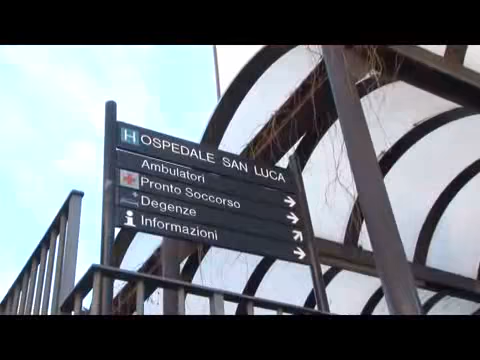 H OSPEDALE SAN LUCA
Ambulatori
Pronto Soccorso
Degenze
i Informazioni